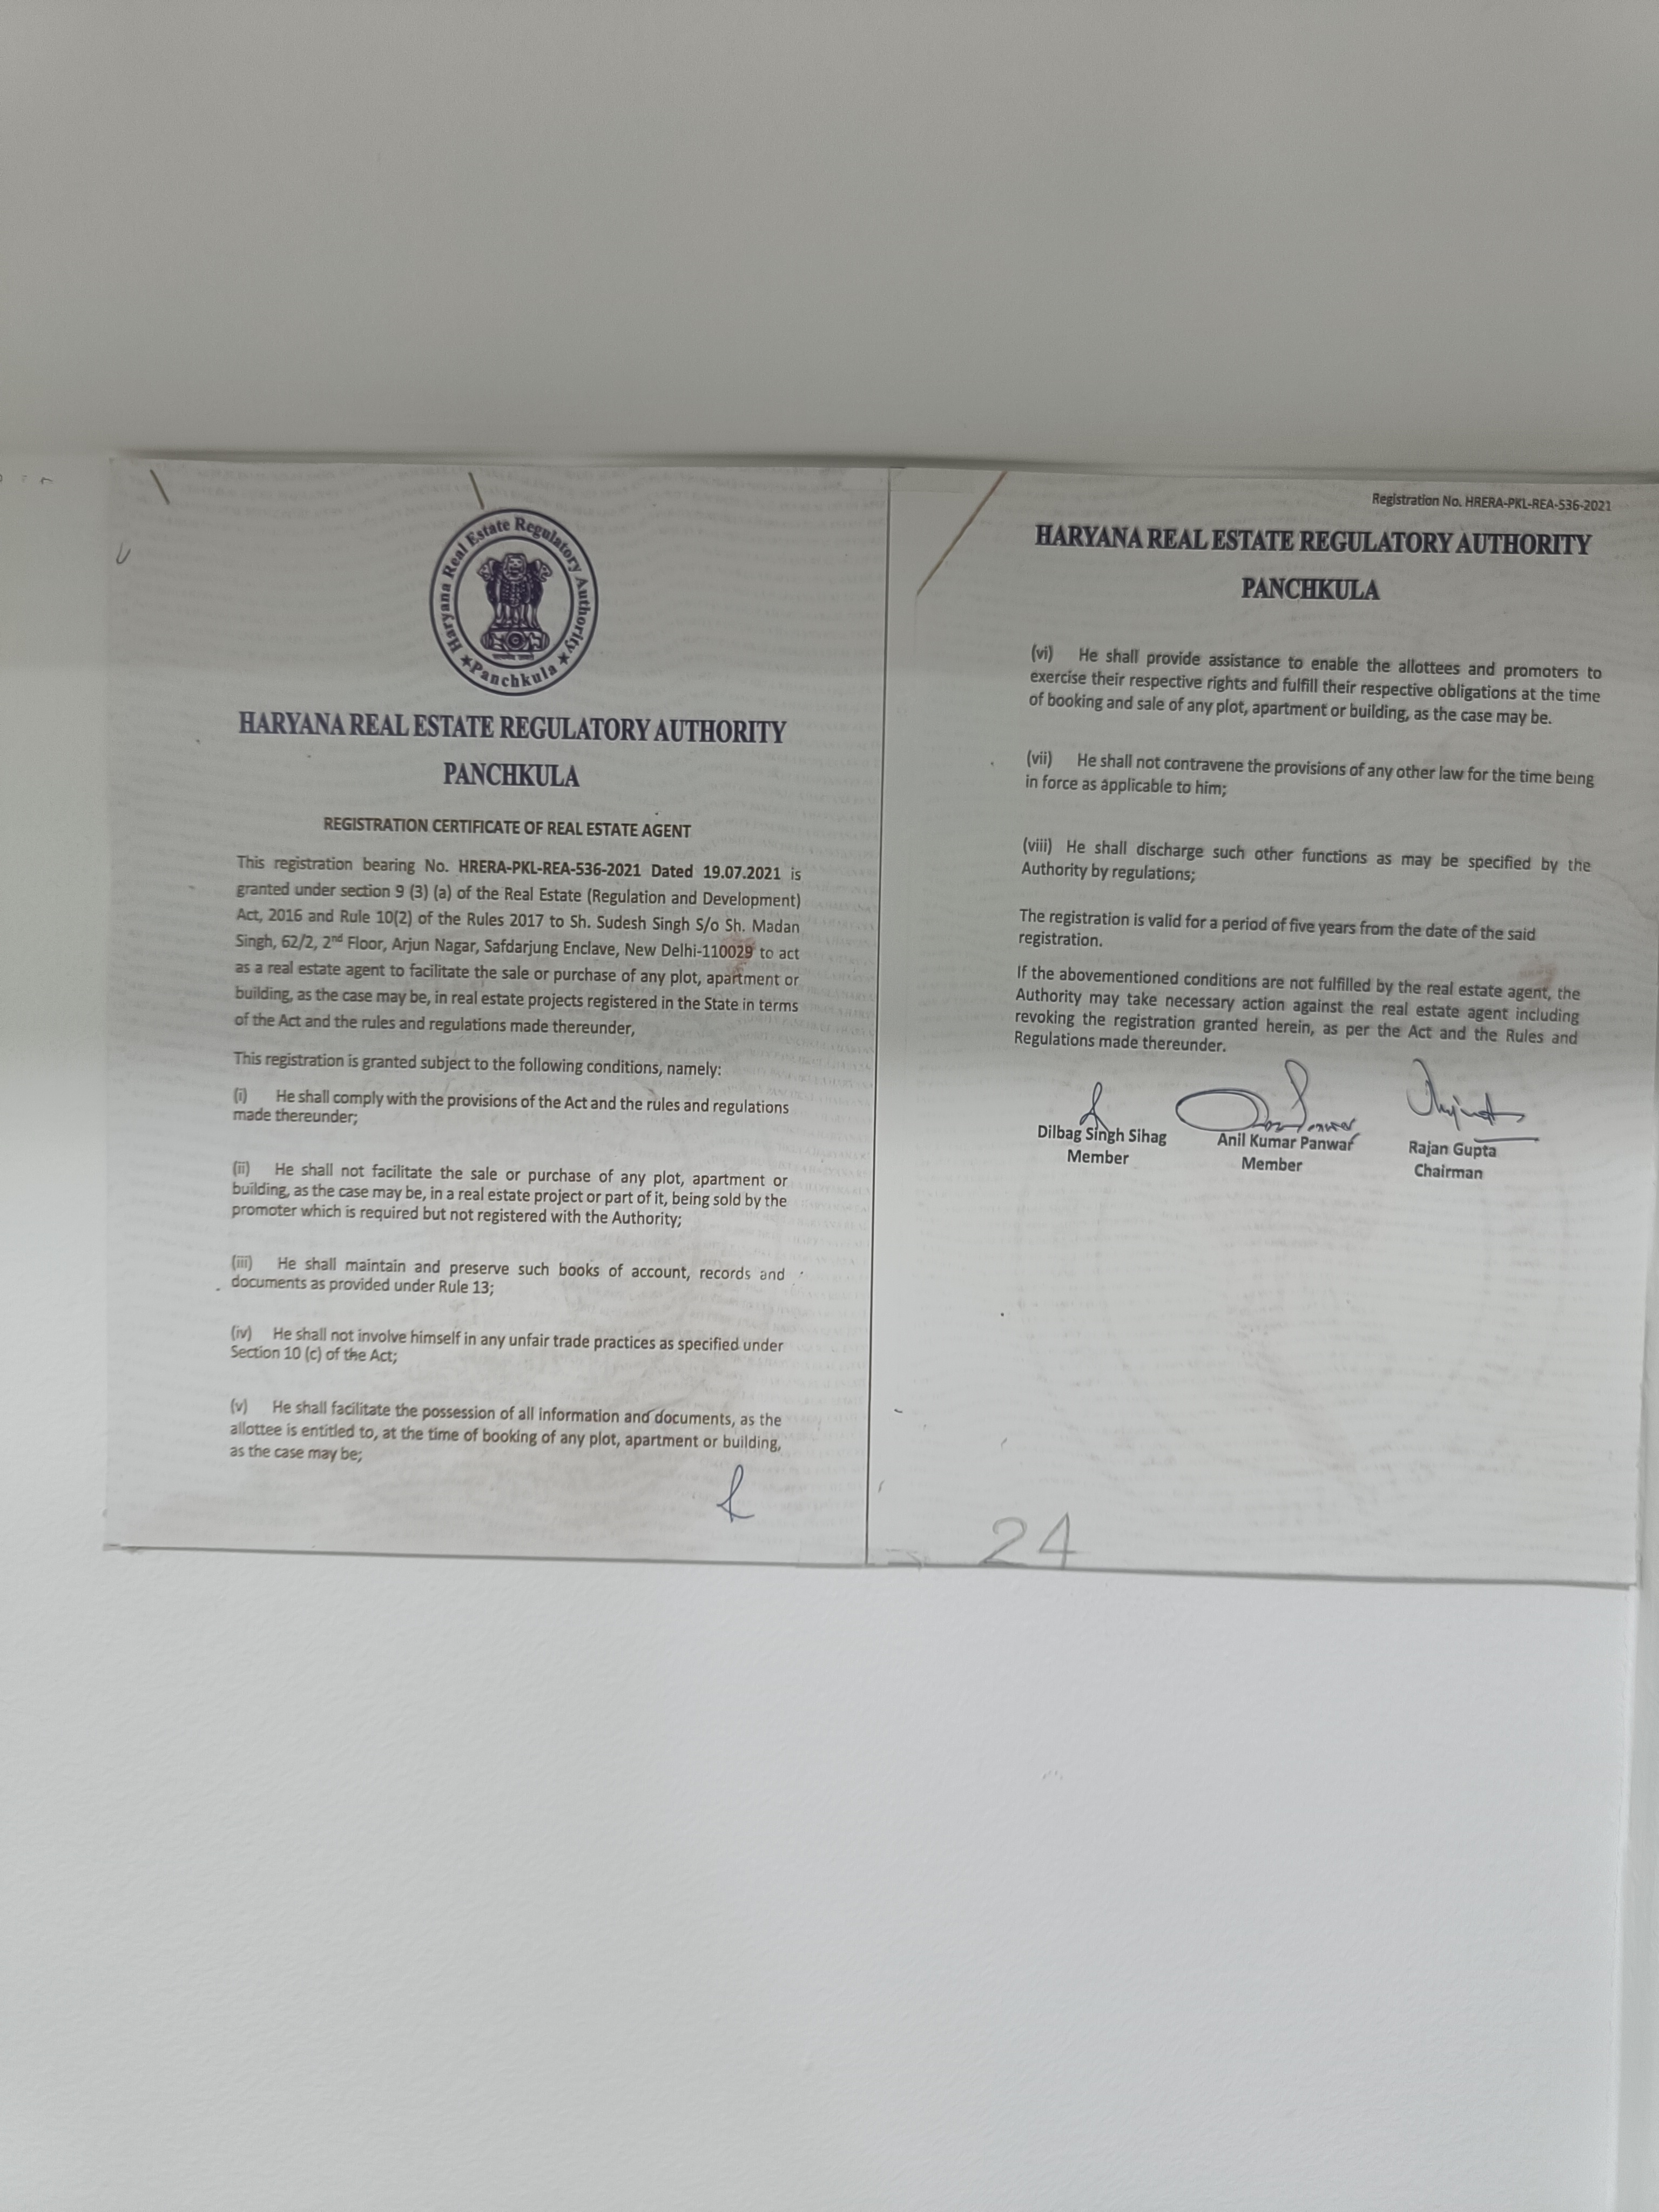 Haryana Real Estate Regulatory Authority
★ Panchkula ★
HARYANA REAL ESTATE REGULATORY AUTHORITY
PANCHKULA
REGISTRATION CERTIFICATE OF REAL ESTATE AGENT
This registration bearing No. HRERA-PKL-REA-536-2021 Dated 19.07.2021 is
granted under section 9 (3) (a) of the Real Estate (Regulation and Development)
Act, 2016 and Rule 10(2) of the Rules 2017 to Sh. Sudesh Singh S/o Sh. Madan
Singh, 62/2, 2nd Floor, Arjun Nagar, Safdarjung Enclave, New Delhi-110029 to act
as a real estate agent to facilitate the sale or purchase of any plot, apartment or
building, as the case may be, in real estate projects registered in the State in terms
of the Act and the rules and regulations made thereunder,
This registration is granted subject to the following conditions, namely:
(i) He shall comply with the provisions of the Act and the rules and regulations
made thereunder;
(ii) He shall not facilitate the sale or purchase of any plot, apartment or
building, as the case may be, in a real estate project or part of it, being sold by the
promoter which is required but not registered with the Authority;
(iii) He shall maintain and preserve such books of account, records and
documents as provided under Rule 13;
(iv) He shall not involve himself in any unfair trade practices as specified under
Section 10 (c) of the Act;
(v) He shall facilitate the possession of all information and documents, as the
allottee is entitled to, at the time of booking of any plot, apartment or building,
as the case may be;
Registration No. HRERA-PKL-REA-536-2021
HARYANA REAL ESTATE REGULATORY AUTHORITY
PANCHKULA
(vi) He shall provide assistance to enable the allottees and promoters to
exercise their respective rights and fulfill their respective obligations at the time
of booking and sale of any plot, apartment or building, as the case may be.
(vii) He shall not contravene the provisions of any other law for the time being
in force as applicable to him;
(viii) He shall discharge such other functions as may be specified by the
Authority by regulations;
The registration is valid for a period of five years from the date of the said
registration.
If the abovementioned conditions are not fulfilled by the real estate agent, the
Authority may take necessary action against the real estate agent including
revoking the registration granted herein, as per the Act and the Rules and
Regulations made thereunder.
Dilbag Singh Sihag
Member
Anil Kumar Panwar
Member
Rajan Gupta
Chairman
24